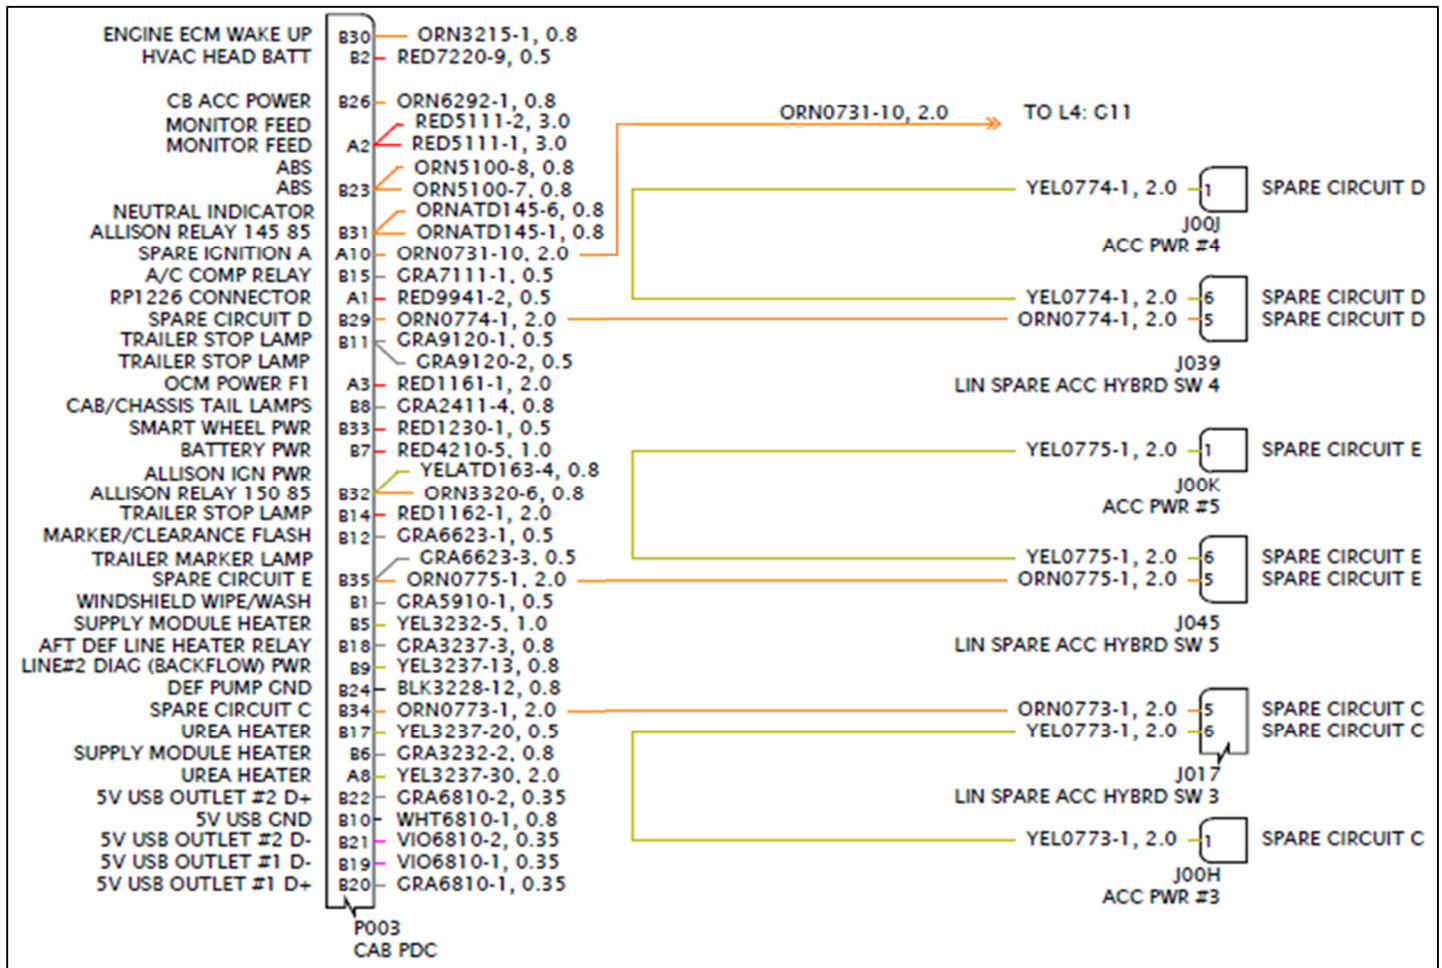 ENGINE ECM WAKE UP B30 ORN3215-1, 0.8
HVAC HEAD BATT B2 RED7220-9, 0.5
CB ACC POWER B26 ORN6292-1, 0.8
ORN0731-10, 2.0 TO L4: G11
MONITOR FEED RED5111-2, 3.0
MONITOR FEED A2 RED5111-1, 3.0
ABS ORN5100-8, 0.8
ABS B23 ORN5100-7, 0.8
YEL0774-1, 2.0 1 SPARE CIRCUIT D
J00J
ACC PWR #4
NEUTRAL INDICATOR ORNATD145-6, 0.8
ALLISON RELAY 145 85 B31 ORNATD145-1, 0.8
SPARE IGNITION A A10 ORN0731-10, 2.0
A/C COMP RELAY B15 GRA7111-1, 0.5
RP1226 CONNECTOR A1 RED9941-2, 0.5
YEL0774-1, 2.0 6 SPARE CIRCUIT D
SPARE CIRCUIT D B29 ORN0774-1, 2.0
ORN0774-1, 2.0 5 SPARE CIRCUIT D
J039
LIN SPARE ACC HYBRD SW 4
TRAILER STOP LAMP B11 GRA9120-1, 0.5
TRAILER STOP LAMP GRA9120-2, 0.5
OCM POWER F1 A3 RED1161-1, 2.0
CAB/CHASSIS TAIL LAMPS B8 GRA2411-4, 0.8
SMART WHEEL PWR B33 RED1230-1, 0.5
BATTERY PWR B7 RED4210-5, 1.0
YEL0775-1, 2.0 1 SPARE CIRCUIT E
J00K
ACC PWR #5
ALLISON IGN PWR YELATD163-4, 0.8
ALLISON RELAY 150 85 B32 ORN3320-6, 0.8
TRAILER STOP LAMP B14 RED1162-1, 2.0
MARKER/CLEARANCE FLASH B12 GRA6623-1, 0.5
TRAILER MARKER LAMP GRA6623-3, 0.5
YEL0775-1, 2.0 6 SPARE CIRCUIT E
SPARE CIRCUIT E B35 ORN0775-1, 2.0
ORN0775-1, 2.0 5 SPARE CIRCUIT E
J045
LIN SPARE ACC HYBRD SW 5
WINDSHIELD WIPE/WASH B1 GRA5910-1, 0.5
SUPPLY MODULE HEATER B5 YEL3232-5, 1.0
AFT DEF LINE HEATER RELAY B18 GRA3237-3, 0.8
LINE#2 DIAG (BACKFLOW) PWR B9 YEL3237-13, 0.8
DEF PUMP GND B24 BLK3228-12, 0.8
SPARE CIRCUIT C B34 ORN0773-1, 2.0
ORN0773-1, 2.0 5 SPARE CIRCUIT C
YEL0773-1, 2.0 6 SPARE CIRCUIT C
J017
LIN SPARE ACC HYBRD SW 3
UREA HEATER B17 YEL3237-20, 0.5
SUPPLY MODULE HEATER B6 GRA3232-2, 0.8
UREA HEATER A8 YEL3237-30, 2.0
5V USB OUTLET #2 D+ B22 GRA6810-2, 0.35
5V USB GND B10 WHT6810-1, 0.8
5V USB OUTLET #2 D- B21 VIO6810-2, 0.35
YEL0773-1, 2.0 1 SPARE CIRCUIT C
J00H
ACC PWR #3
5V USB OUTLET #1 D- B19 VIO6810-1, 0.35
5V USB OUTLET #1 D+ B20 GRA6810-1, 0.35
P003
CAB PDC